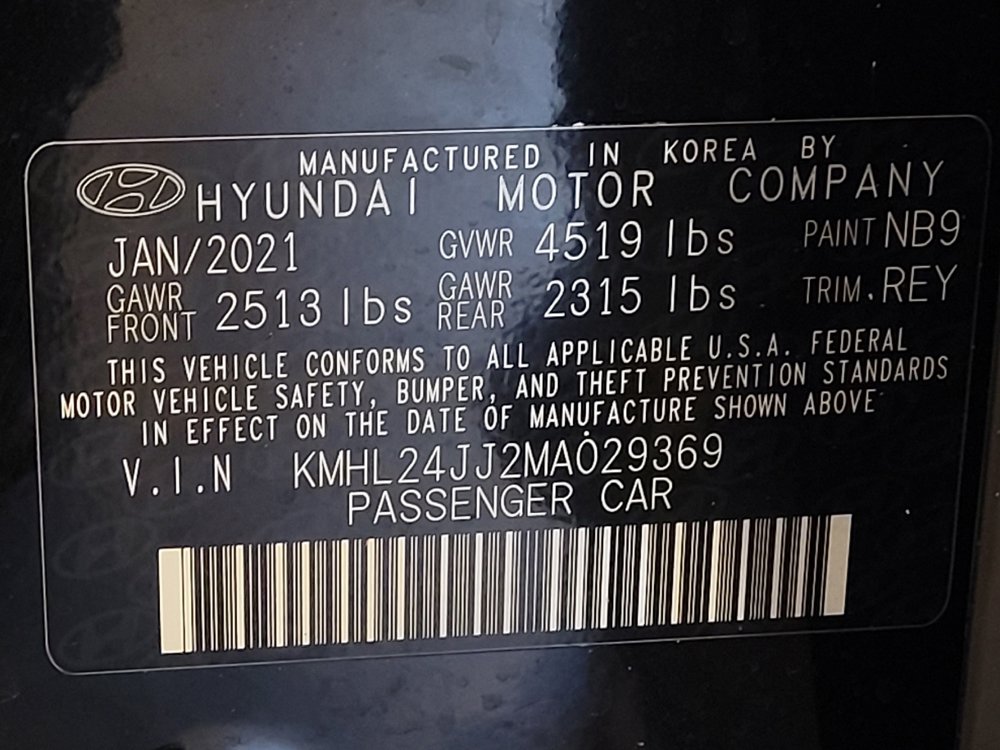 MANUFACTURED IN KOREA BY
HYUNDAI MOTOR COMPANY
JAN/2021 GVWR 4519 lbs PAINT NB9
GAWR FRONT 2513 lbs GAWR REAR 2315 lbs TRIM. REY
THIS VEHICLE CONFORMS TO ALL APPLICABLE U.S.A. FEDERAL
MOTOR VEHICLE SAFETY, BUMPER, AND THEFT PREVENTION STANDARDS
IN EFFECT ON THE DATE OF MANUFACTURE SHOWN ABOVE
V.I.N KMHL24JJ2MA029369
PASSENGER CAR